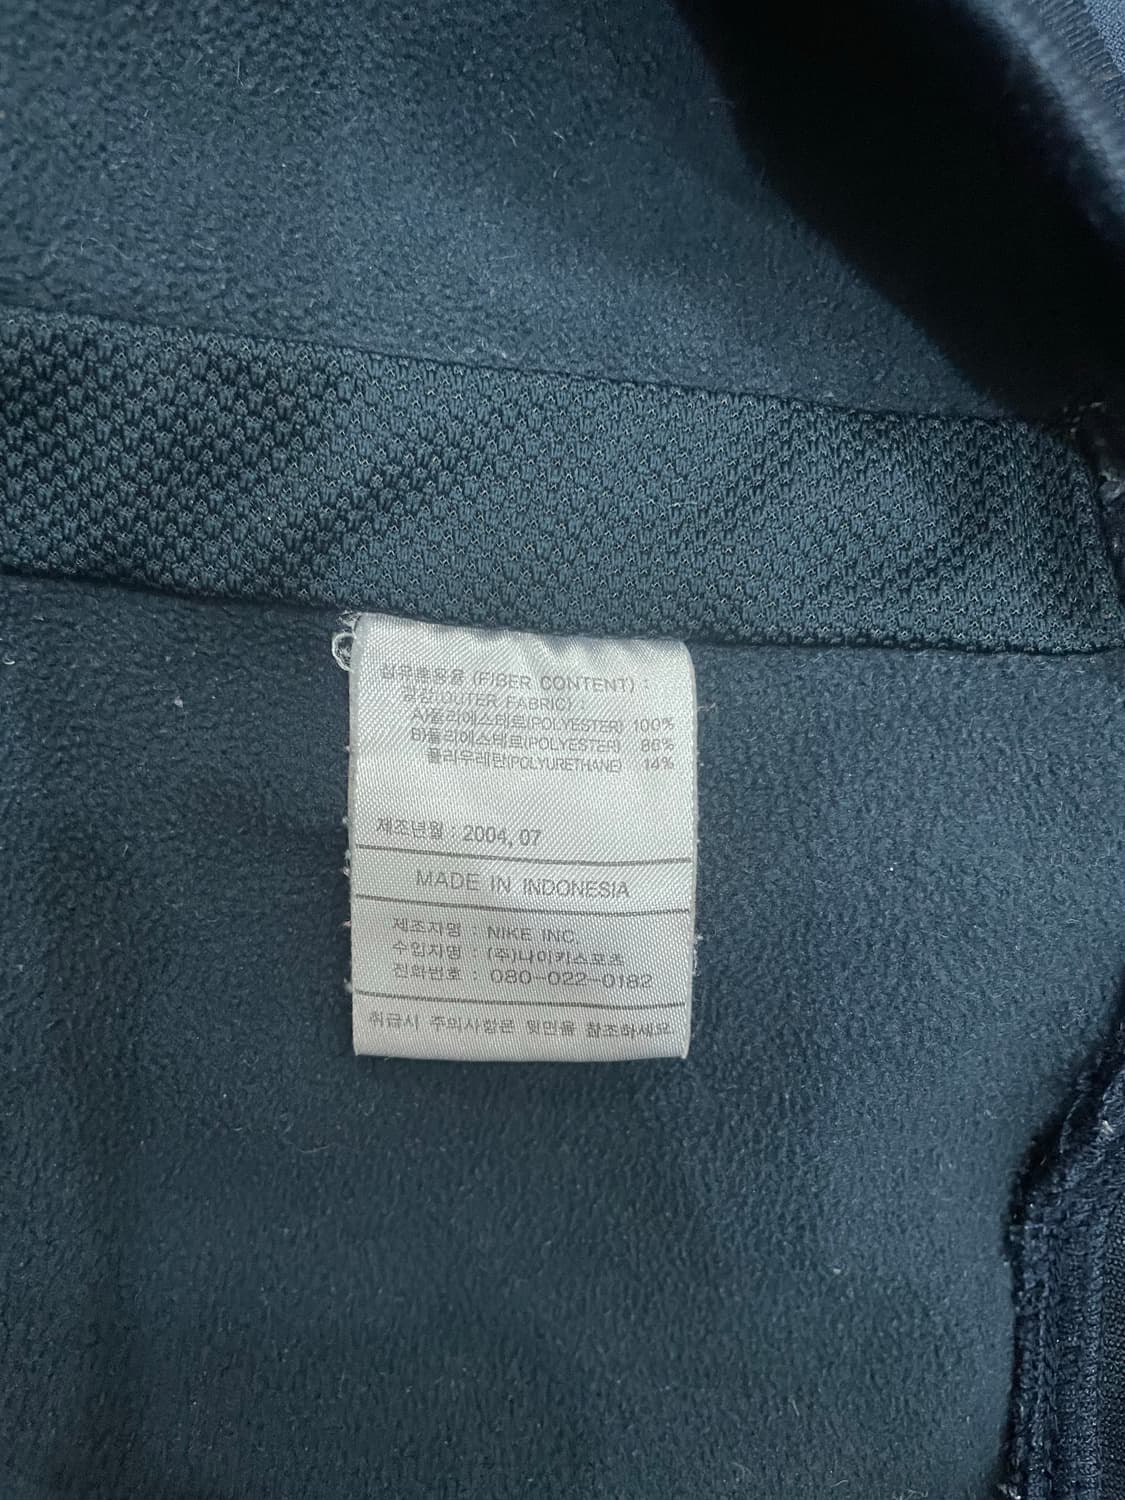 섬유혼용율 (FIBER CONTENT) :
겉감(OUTER FABRIC) :
A)폴리에스테르(POLYESTER) 100%
B)폴리에스테르(POLYESTER) 86%
폴리우레탄(POLYURETHANE) 14%
제조년월 : 2004, 07
MADE IN INDONESIA
제조자명 : NIKE INC.
수입자명 : (주)나이키스포츠
전화번호 : 080-022-0182
취급시 주의사항은 뒷면을 참조하세요.